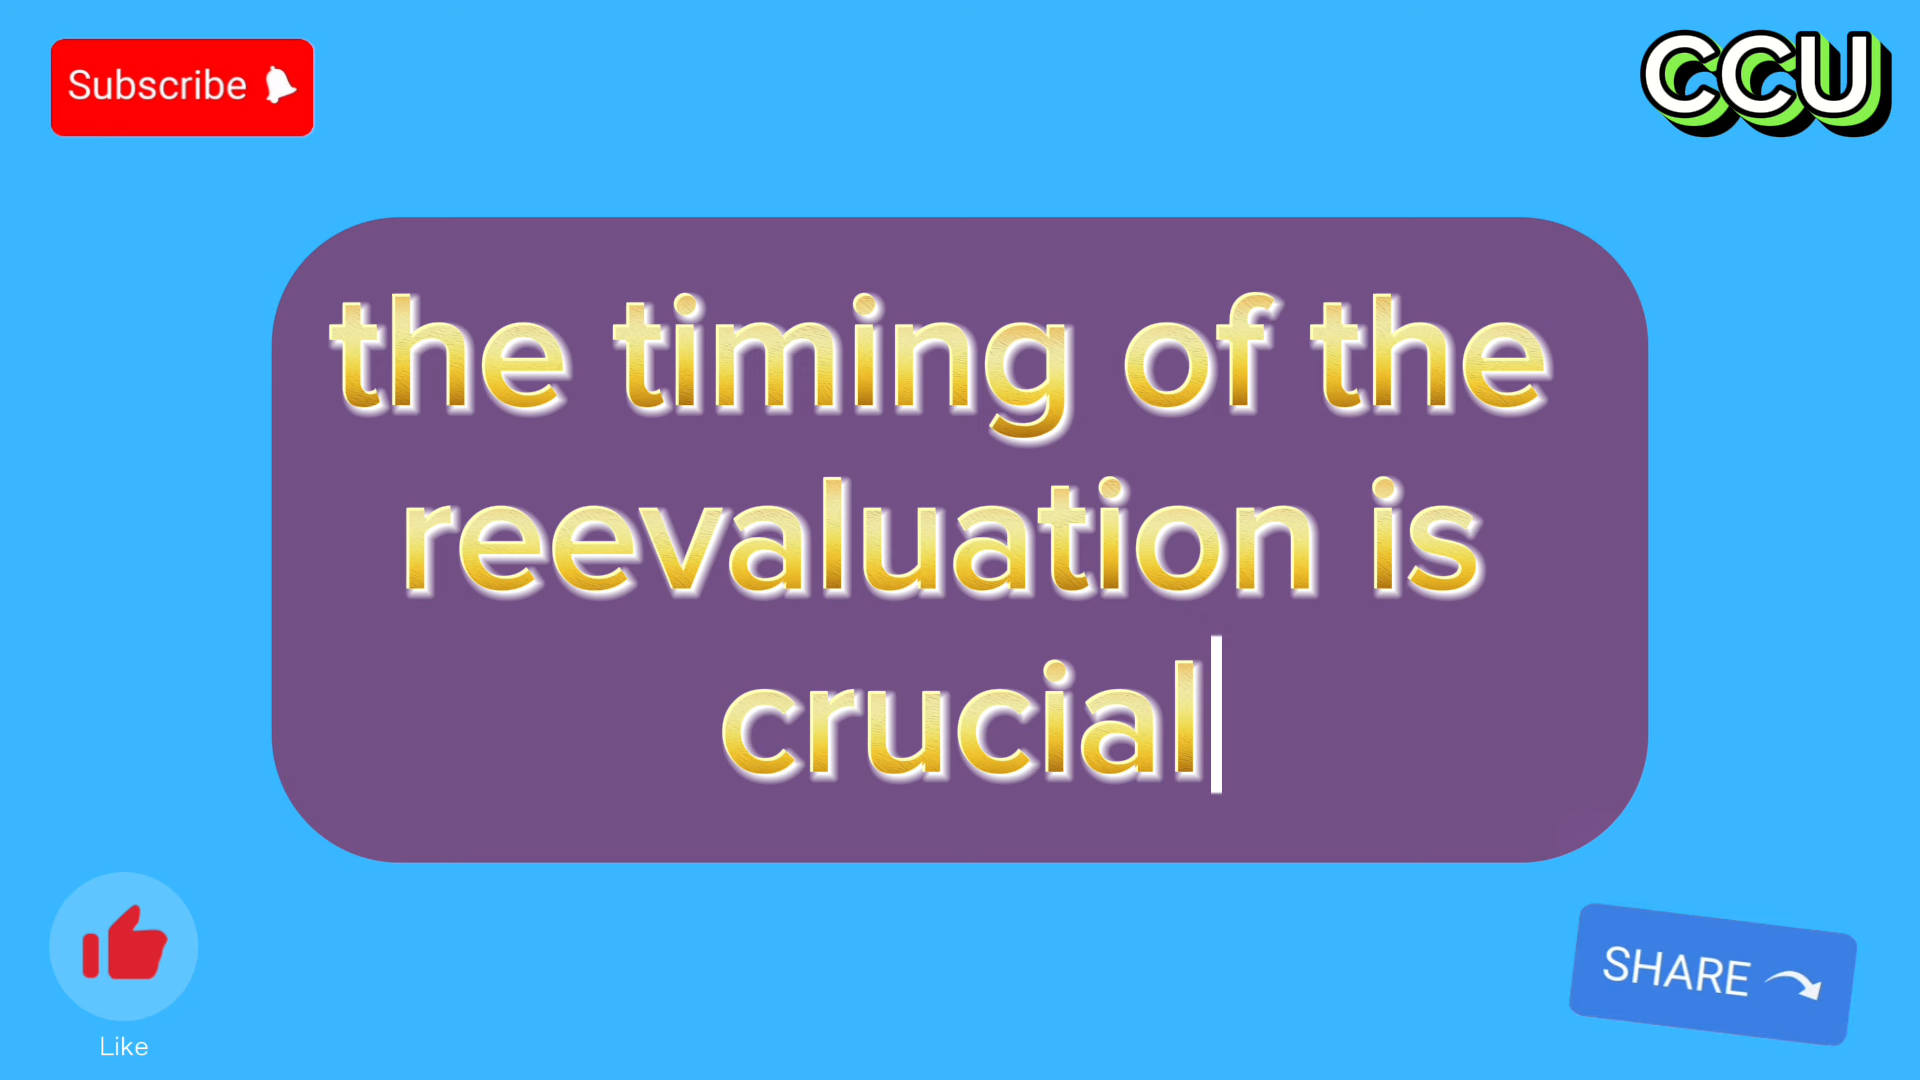 Subscribe
CCU
the timing of the
reevaluation is
crucial
Like
SHARE